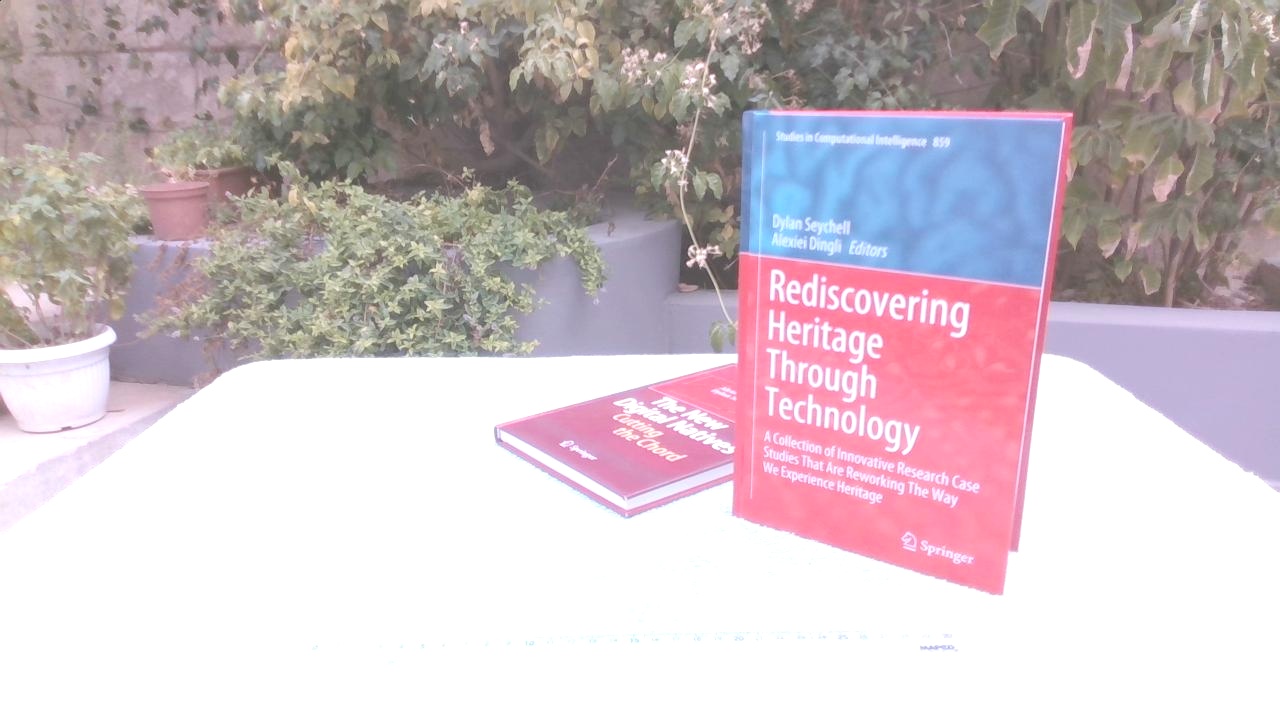 Studies in Computational Intelligence 859
Dylan Seychell
Alexiei Dingli Editors
Rediscovering
Heritage
Through
Technology
A Collection of Innovative Research Case
Studies That Are Reworking The Way
We Experience Heritage
Springer
The New
Digital Natives
Cutting
the Chord
Springer